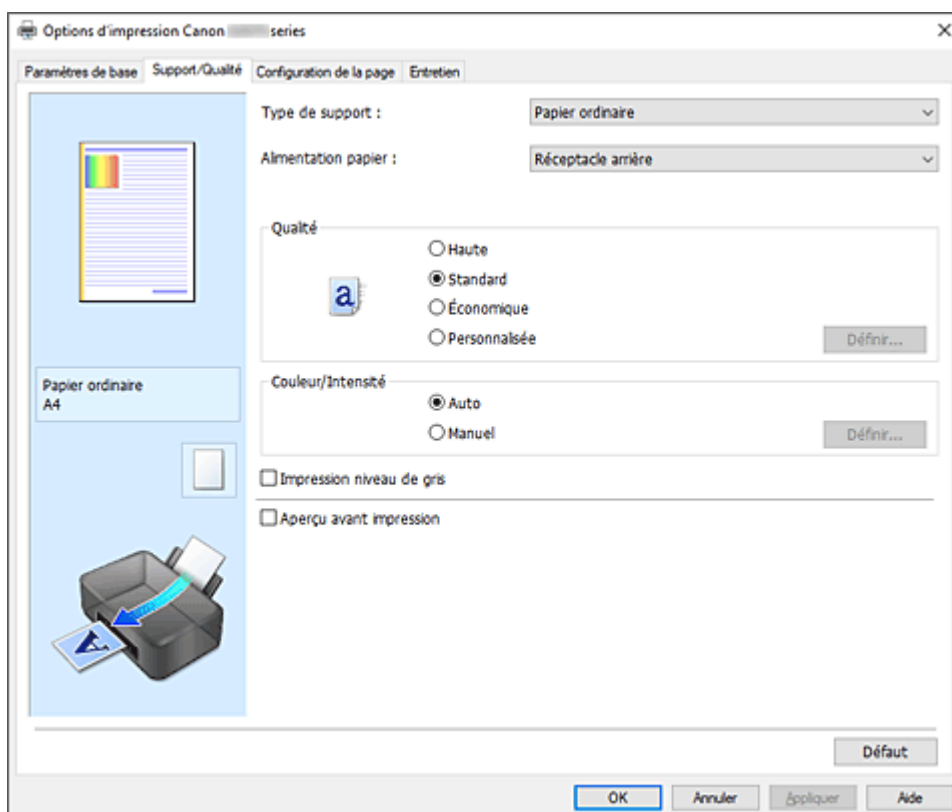 Options d'impression Canon series
Paramètres de base Support/Qualité Configuration de la page Entretien
Type de support : Papier ordinaire
Alimentation papier : Réceptacle arrière
Qualité
Haute
a Standard
Économique
Personnalisée Définir...
Papier ordinaire
A4
Couleur/Intensité
Auto
Manuel Définir...
Impression niveau de gris
Aperçu avant impression
A
Défaut
OK Annuler Appliquer Aide